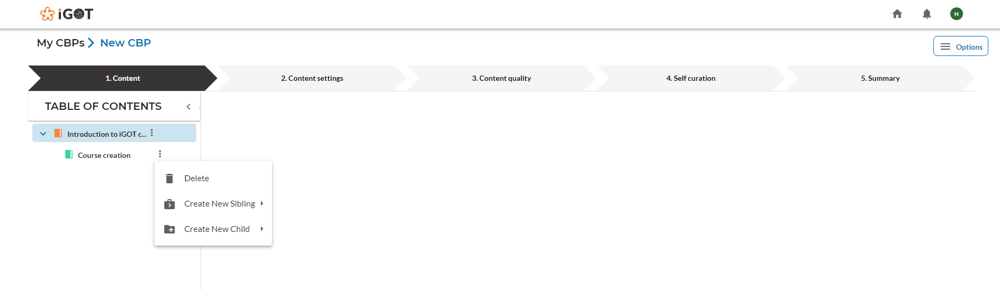 iGOT
H
My CBPs > New CBP
Options
1. Content
2. Content settings
3. Content quality
4. Self curation
5. Summary
TABLE OF CONTENTS
Introduction to iGOT c...
Course creation
Delete
Create New Sibling
Create New Child